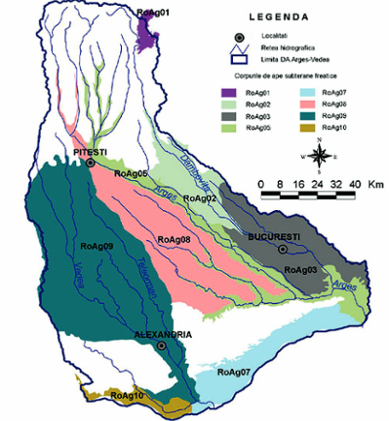 RoAg01
LEGENDA
Localitati
Retea hidrografica
Limita DA Arges-Vedea
Corpurile de ape subterane freatice
RoAg01
RoAg07
RoAg02
RoAg08
RoAg03
RoAg09
RoAg05
RoAg10
N
W
E
S
0 8 16 24 32 40 Km
PITESTI
Dambovita
RoAg05
Arges
RoAg02
BUCURESTI
RoAg08
RoAg09
RoAg03
Vedea
Teleorman
Arges
ALEXANDRIA
RoAg07
RoAg10